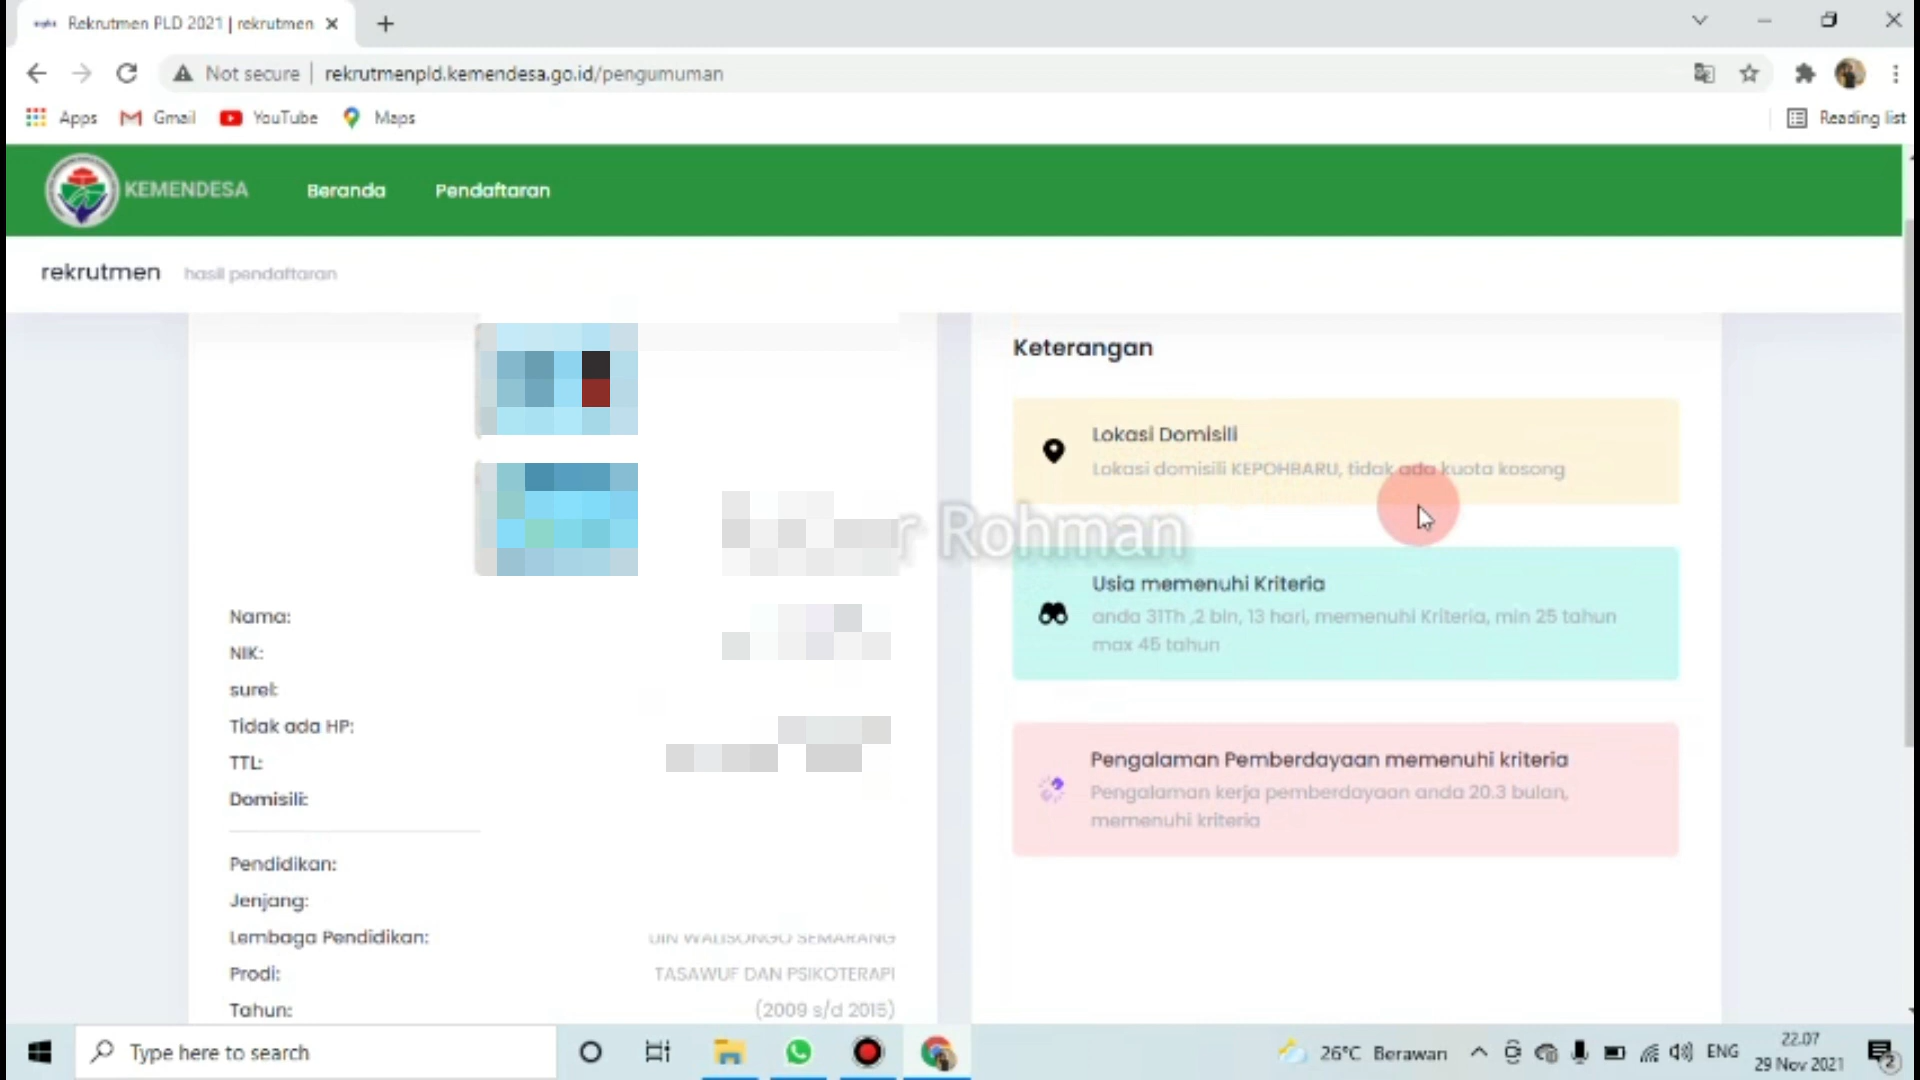 Rekrutmen PLD 2021 | rekrutmen
Not secure
rekrutmenpld.kemendesa.go.id/pengumuman
Apps Gmail YouTube Maps Reading list
KEMENDESA Beranda Pendaftaran
rekrutmen hasil pendaftaran
Keterangan
Lokasi Domisili
Lokasi domisili KEPOHBARU, tidak ada kuota kosong
r Rohman
Usia memenuhi Kriteria
anda 31Th ,2 bln, 13 hari, memenuhi Kriteria, min 25 tahun
max 45 tahun
Pengalaman Pemberdayaan memenuhi kriteria
Pengalaman kerja pemberdayaan anda 20.3 bulan,
memenuhi kriteria
Nama:
NIK:
surel:
Tidak ada HP:
TTL:
Domisili:
Pendidikan:
Jenjang:
Lembaga Pendidikan: UIN WALISONGO SEMARANG
Prodi: TASAWUF DAN PSIKOTERAPI
Tahun: (2009 s/d 2015)
Type here to search
26°C Berawan
ENG
22.07
29 Nov 2021
2